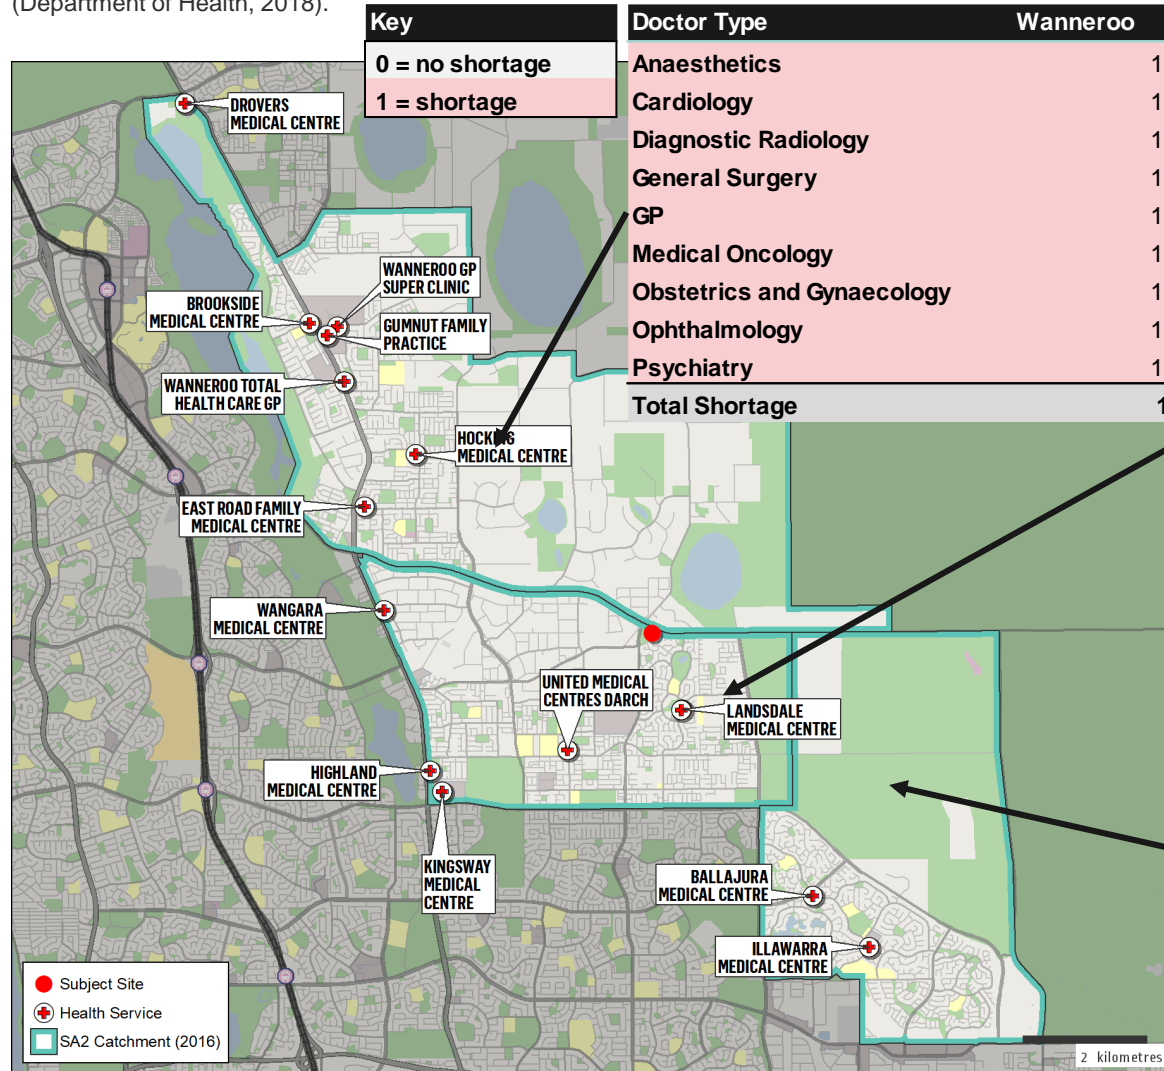 (Department of Health, 2018).
Key
0 = no shortage
1 = shortage
Doctor Type Wanneroo
Anaesthetics 1
Cardiology 1
Diagnostic Radiology 1
General Surgery 1
GP 1
Medical Oncology 1
Obstetrics and Gynaecology 1
Ophthalmology 1
Psychiatry 1
Total Shortage 1
DROVERS
MEDICAL CENTRE
WANNEROO GP
SUPER CLINIC
BROOKSIDE
MEDICAL CENTRE
GUMNUT FAMILY
PRACTICE
WANNEROO TOTAL
HEALTH CARE GP
HOCKING
MEDICAL CENTRE
EAST ROAD FAMILY
MEDICAL CENTRE
WANGARA
MEDICAL CENTRE
UNITED MEDICAL
CENTRES DARCH
LANDSDALE
MEDICAL CENTRE
HIGHLAND
MEDICAL CENTRE
KINGSWAY
MEDICAL
CENTRE
BALLAJURA
MEDICAL CENTRE
ILLAWARRA
MEDICAL CENTRE
Subject Site
Health Service
SA2 Catchment (2016)
2 kilometres